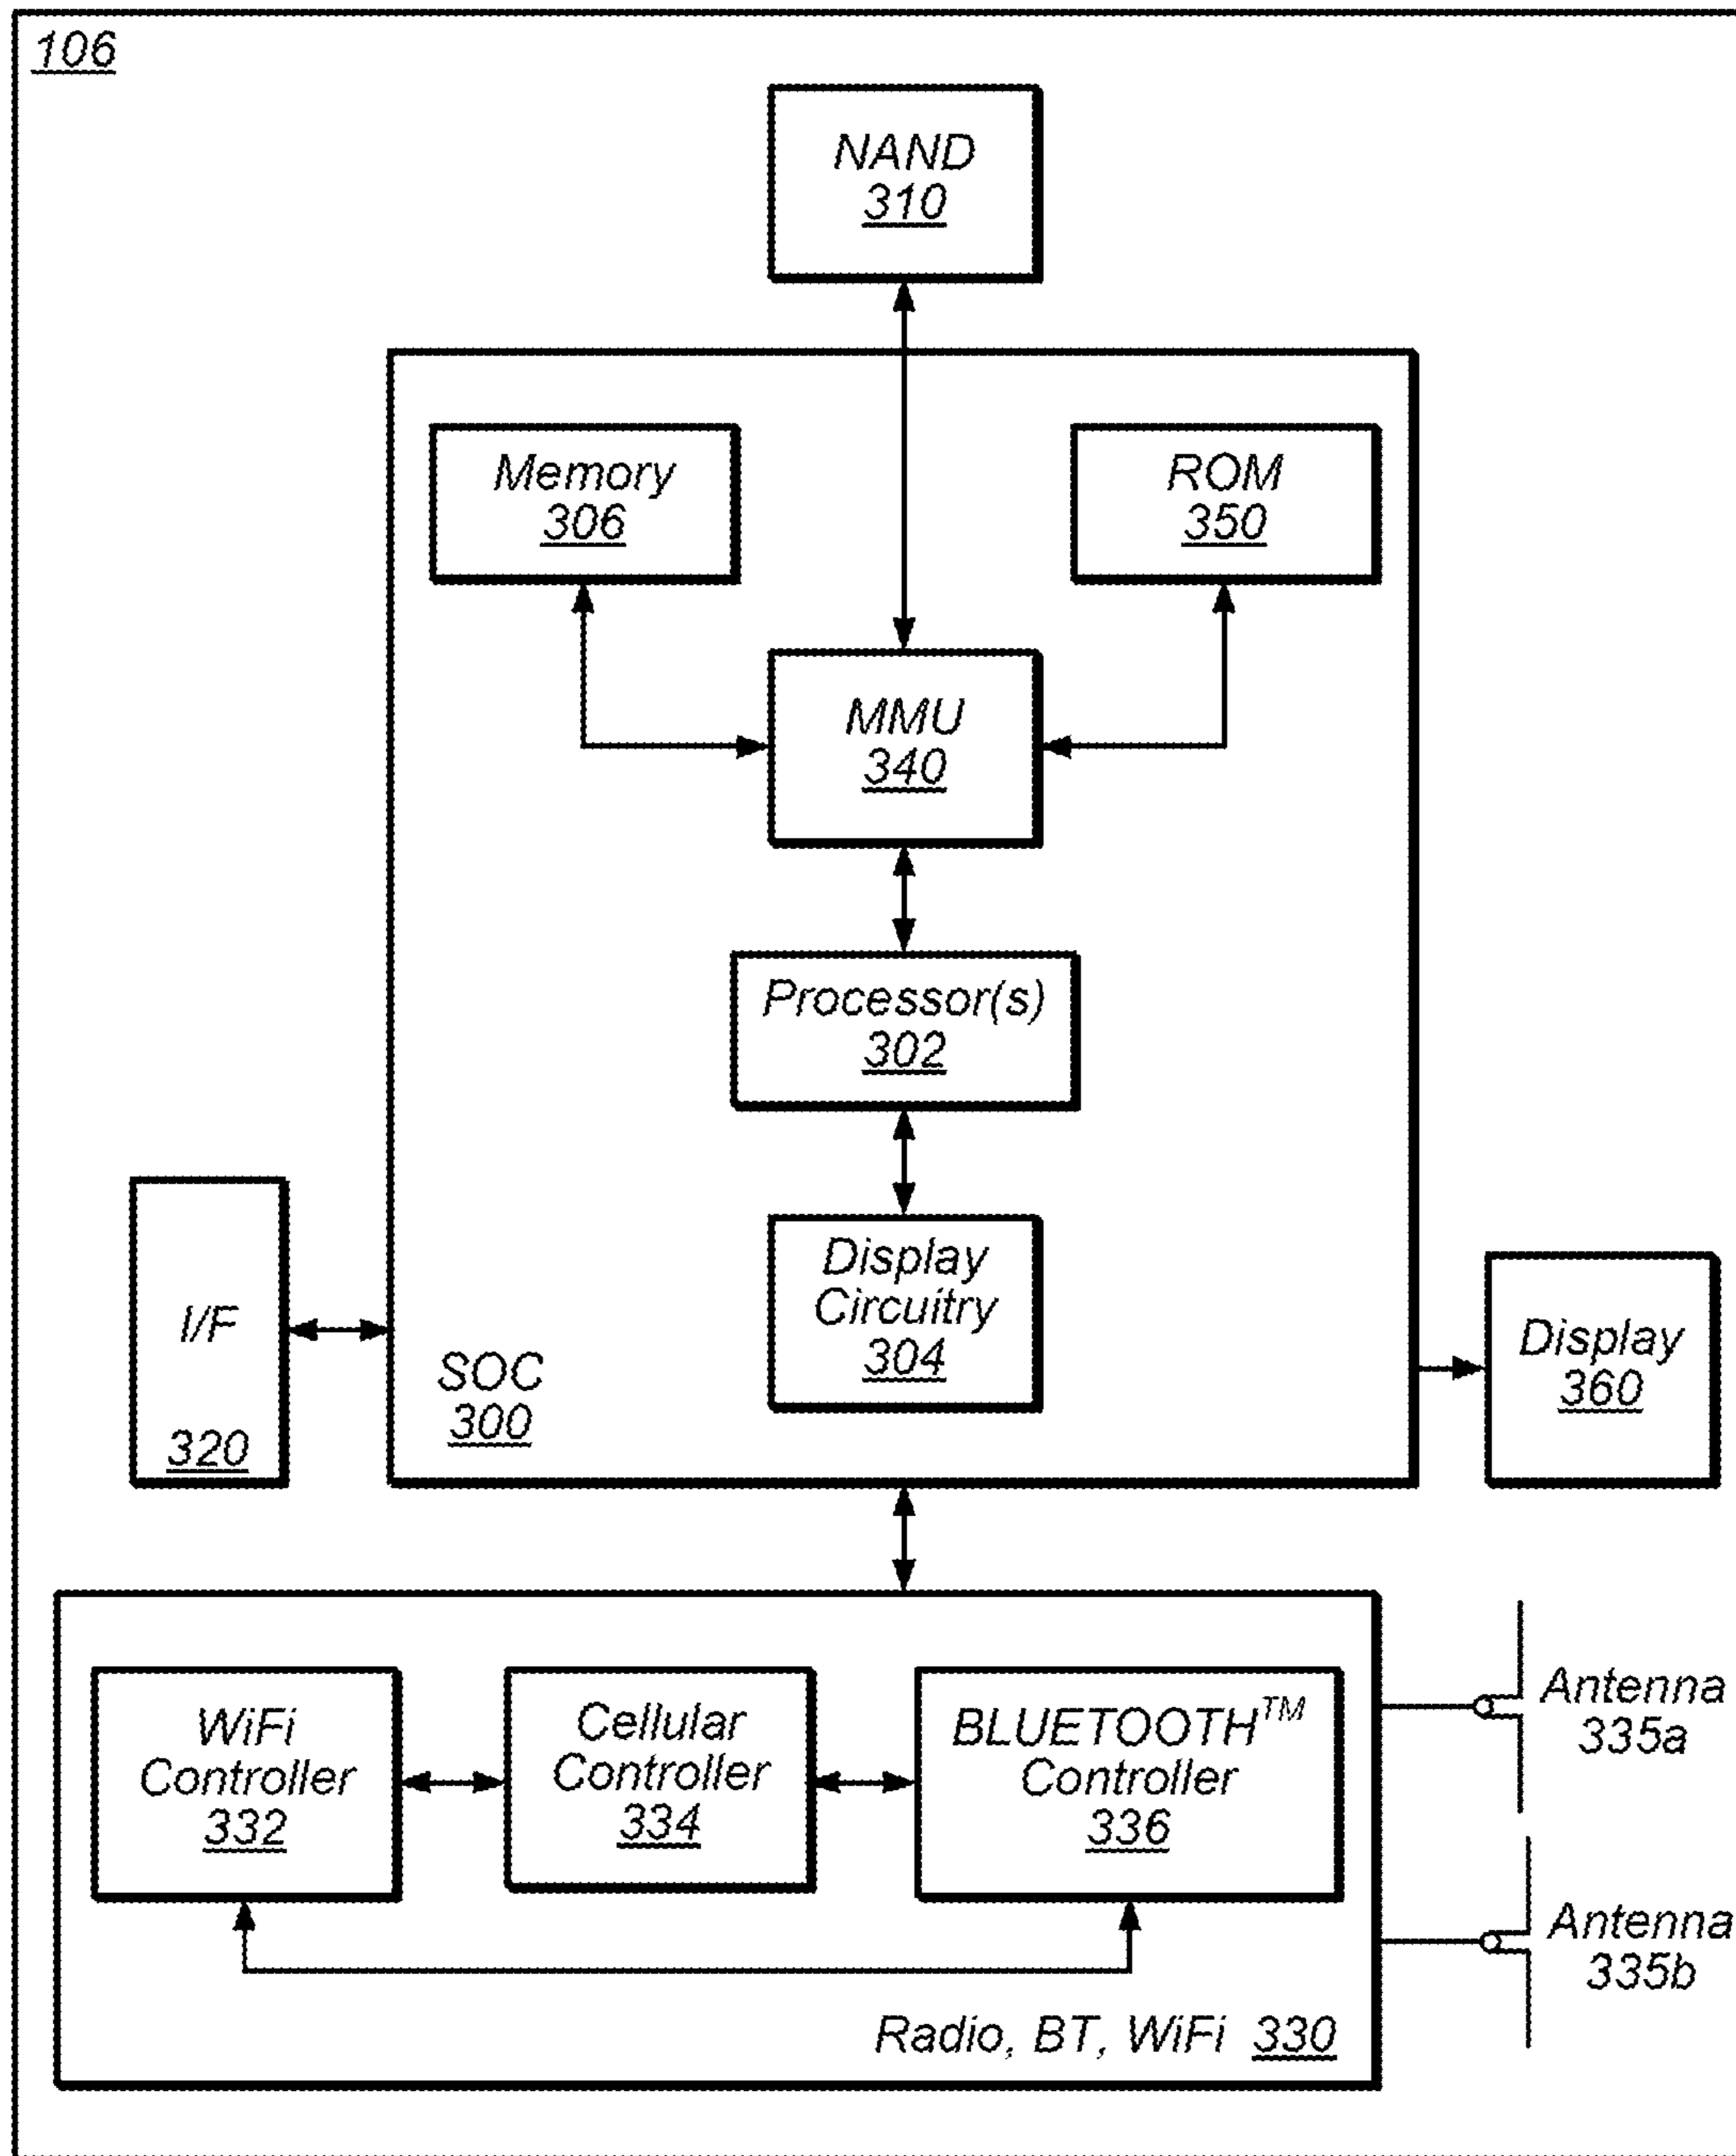 106
NAND
310
Memory
306
ROM
350
MMU
340
Processor(s)
302
Display
Circuitry
304
I/F
320
SOC
300
Display
360
WiFi
Controller
332
Cellular
Controller
334
BLUETOOTH™
Controller
336
Antenna
335a
Antenna
335b
Radio, BT, WiFi 330